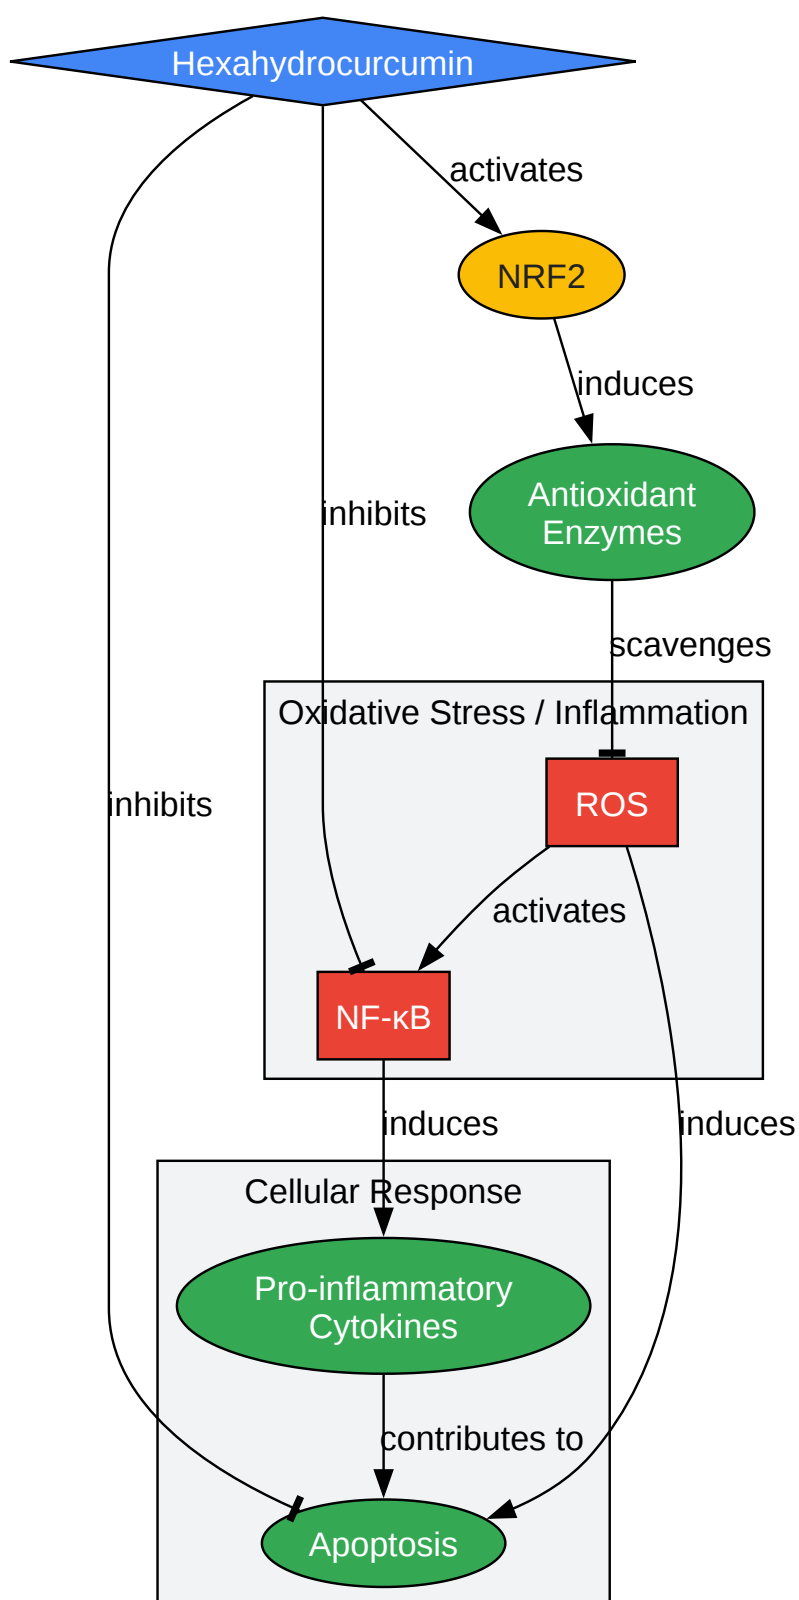 Hexahydrocurcumin
activates
NRF2
induces
Antioxidant
Enzymes
inhibits
scavenges
Oxidative Stress / Inflammation
ROS
inhibits
activates
NF-κB
induces
induces
Cellular Response
Pro-inflammatory
Cytokines
contributes to
Apoptosis